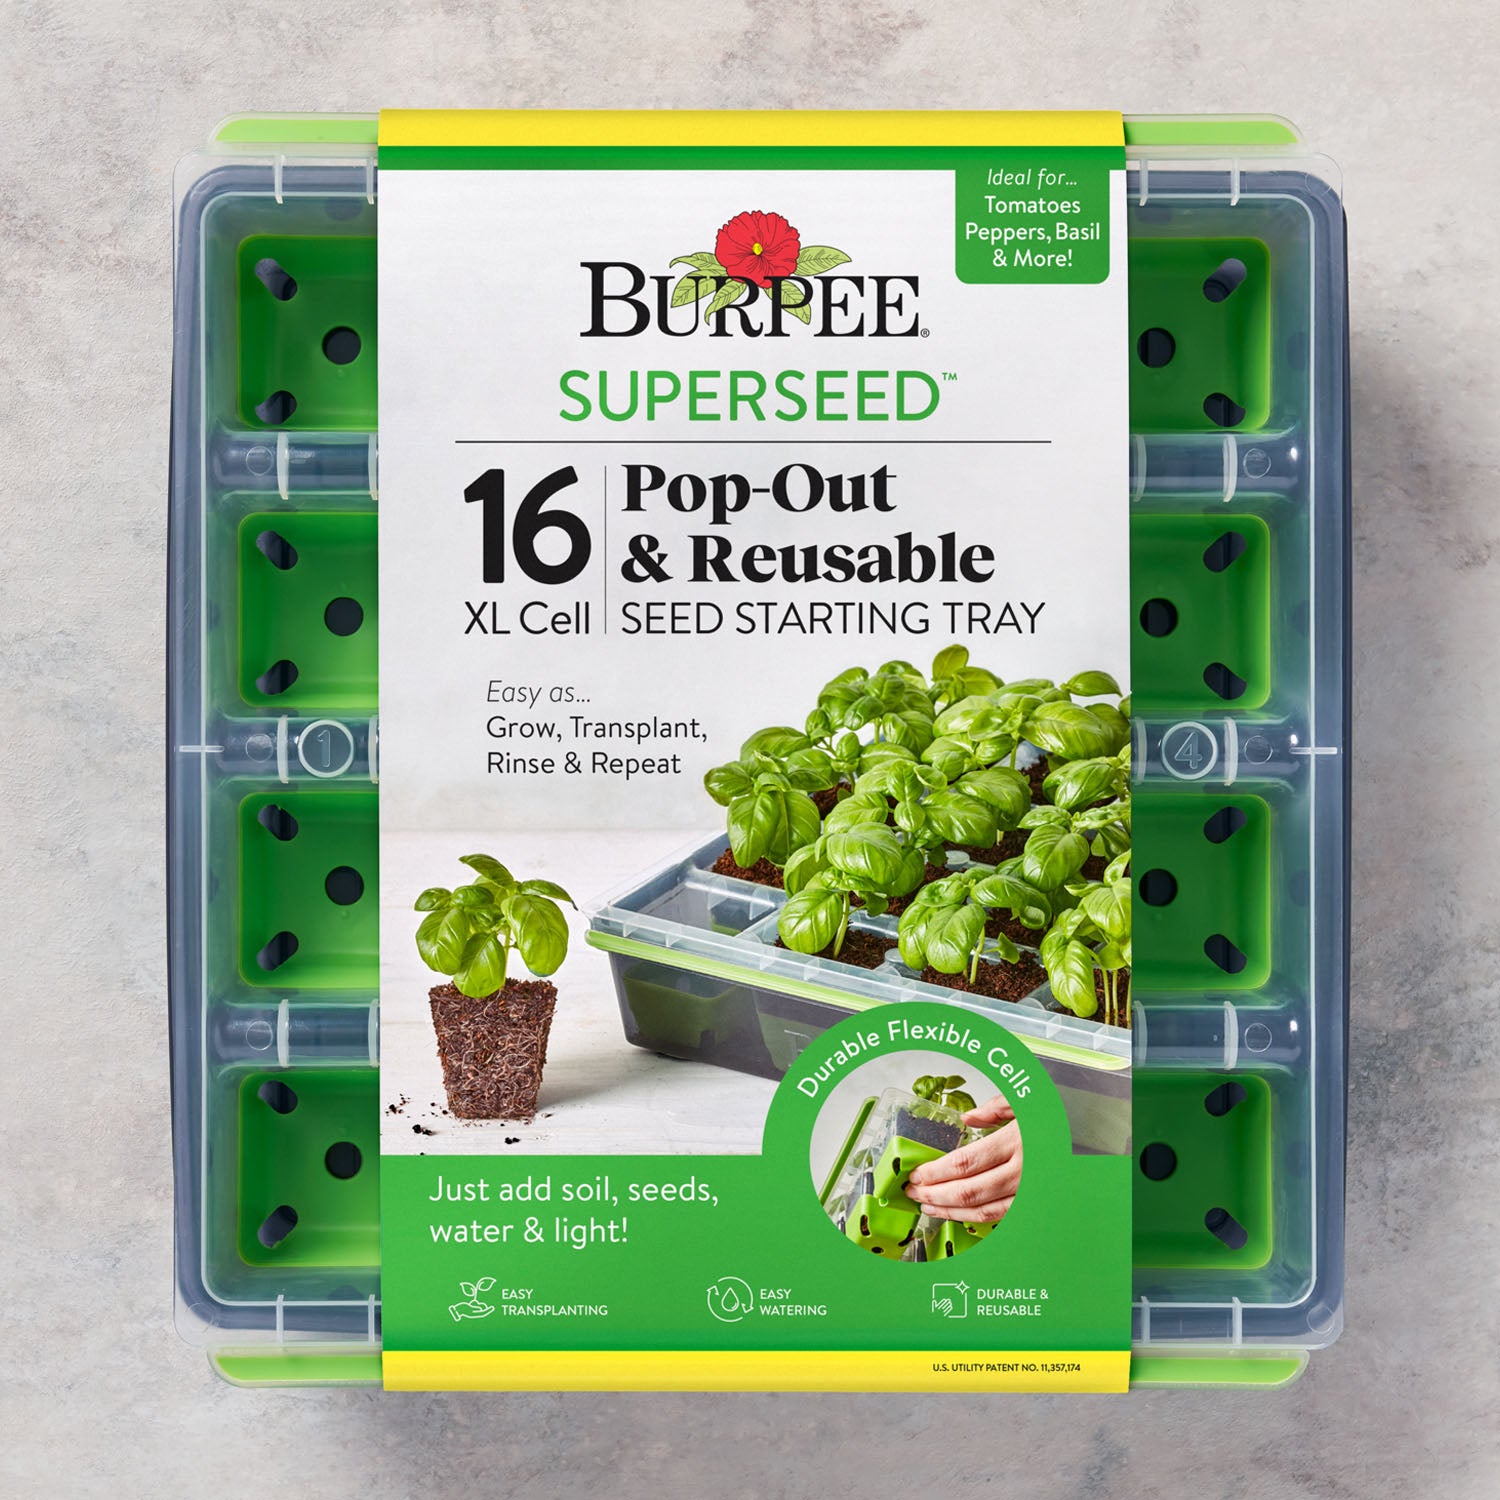 Ideal for...
Tomatoes
Peppers, Basil
& More!
BURPEE®
SUPERSEED™
16
XL Cell
Pop-Out
& Reusable
SEED STARTING TRAY
Easy as...
Grow, Transplant,
Rinse & Repeat
1
4
Durable Flexible Cells
Just add soil, seeds,
water & light!
EASY
TRANSPLANTING
EASY
WATERING
DURABLE &
REUSABLE
U.S. UTILITY PATENT NO. 11,357,174